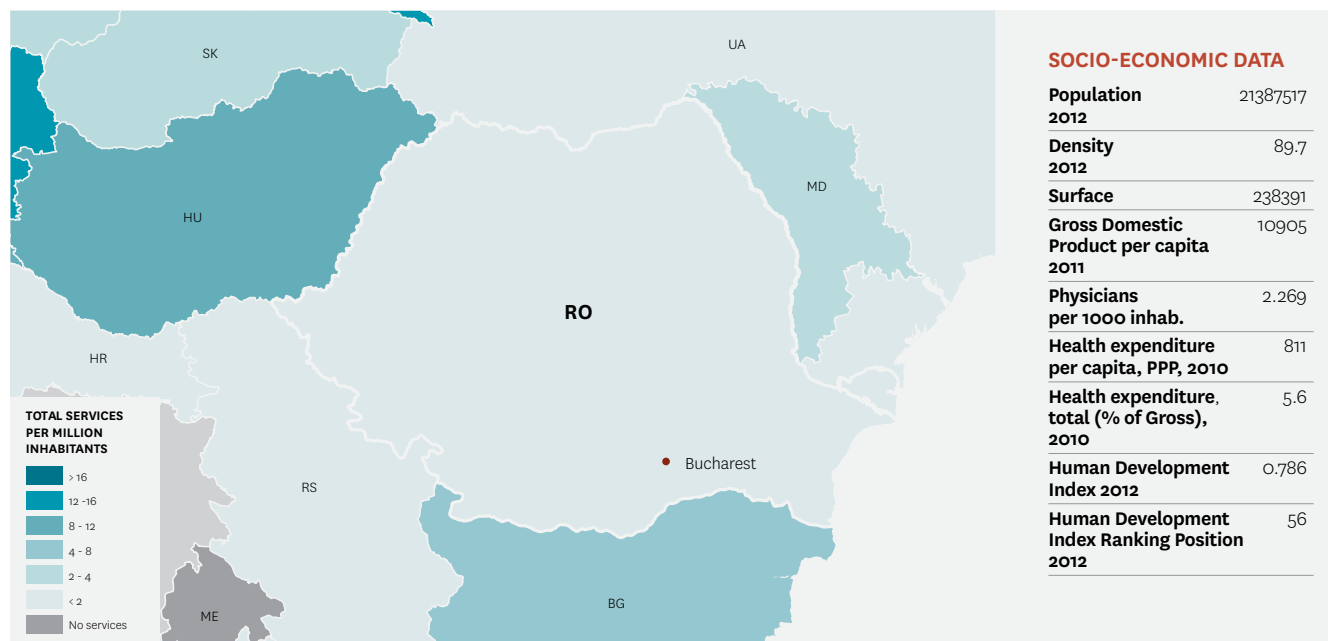 SK
UA
HU
MD
RO
HR
Bucharest
RS
ME
BG
TOTAL SERVICES
PER MILLION
INHABITANTS
> 16
12 -16
8 - 12
4 - 8
2 - 4
< 2
No services
SOCIO-ECONOMIC DATA
Population 21387517
2012
Density 89.7
2012
Surface 238391
Gross Domestic 10905
Product per capita
2011
Physicians 2.269
per 1000 inhab.
Health expenditure 811
per capita, PPP, 2010
Health expenditure, 5.6
total (% of Gross),
2010
Human Development 0.786
Index 2012
Human Development 56
Index Ranking Position
2012